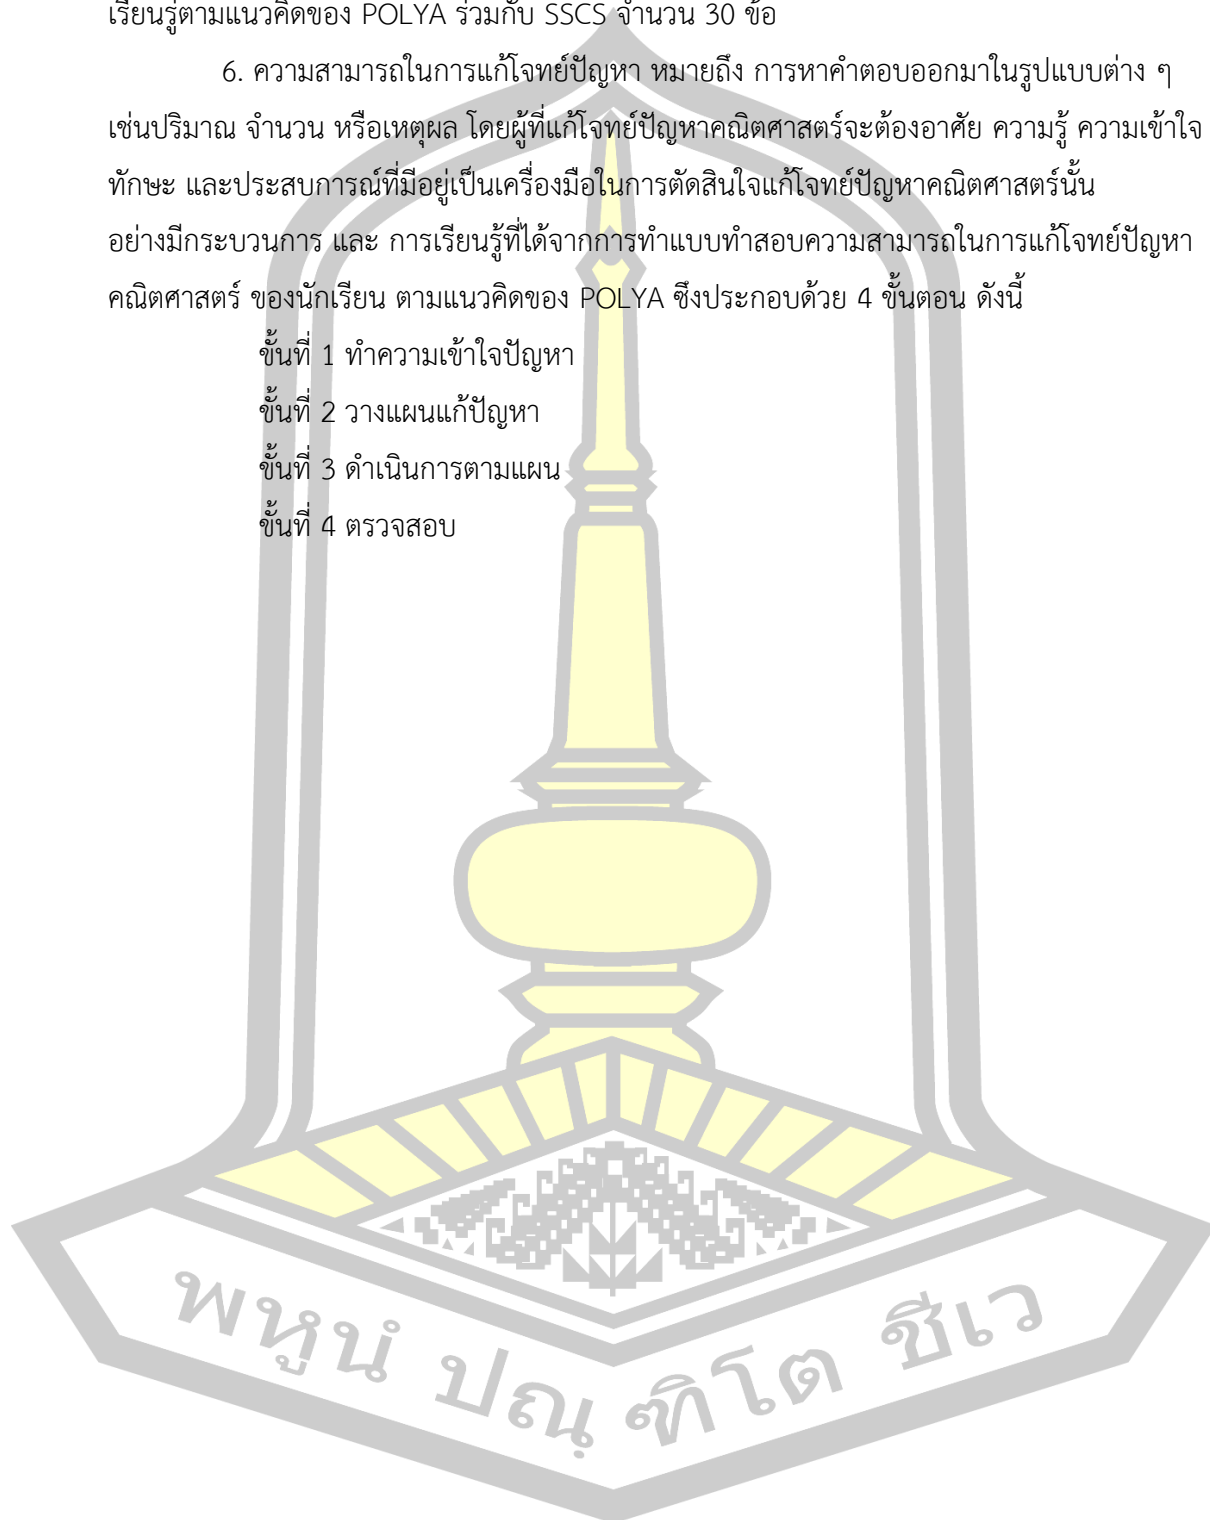 เรียนรู้ตามแนวคิดของ POLYA ร่วมกับ SSCS จำนวน 30 ข้อ
6. ความสามารถในการแก้โจทย์ปัญหา หมายถึง การหาคำตอบออกมาในรูปแบบต่าง ๆ
เช่นปริมาณ จำนวน หรือเหตุผล โดยผู้ที่แก้โจทย์ปัญหาคณิตศาสตร์จะต้องอาศัย ความรู้ ความเข้าใจ
ทักษะ และประสบการณ์ที่มีอยู่เป็นเครื่องมือในการตัดสินใจแก้โจทย์ปัญหาคณิตศาสตร์นั้น
อย่างมีกระบวนการ และ การเรียนรู้ที่ได้จากการทำแบบทำสอบความสามารถในการแก้โจทย์ปัญหา
คณิตศาสตร์ ของนักเรียน ตามแนวคิดของ POLYA ซึ่งประกอบด้วย 4 ขั้นตอน ดังนี้
ขั้นที่ 1 ทำความเข้าใจปัญหา
ขั้นที่ 2 วางแผนแก้ปัญหา
ขั้นที่ 3 ดำเนินการตามแผน
ขั้นที่ 4 ตรวจสอบ
พหูนํ ปณฺฑิโต ชีเว